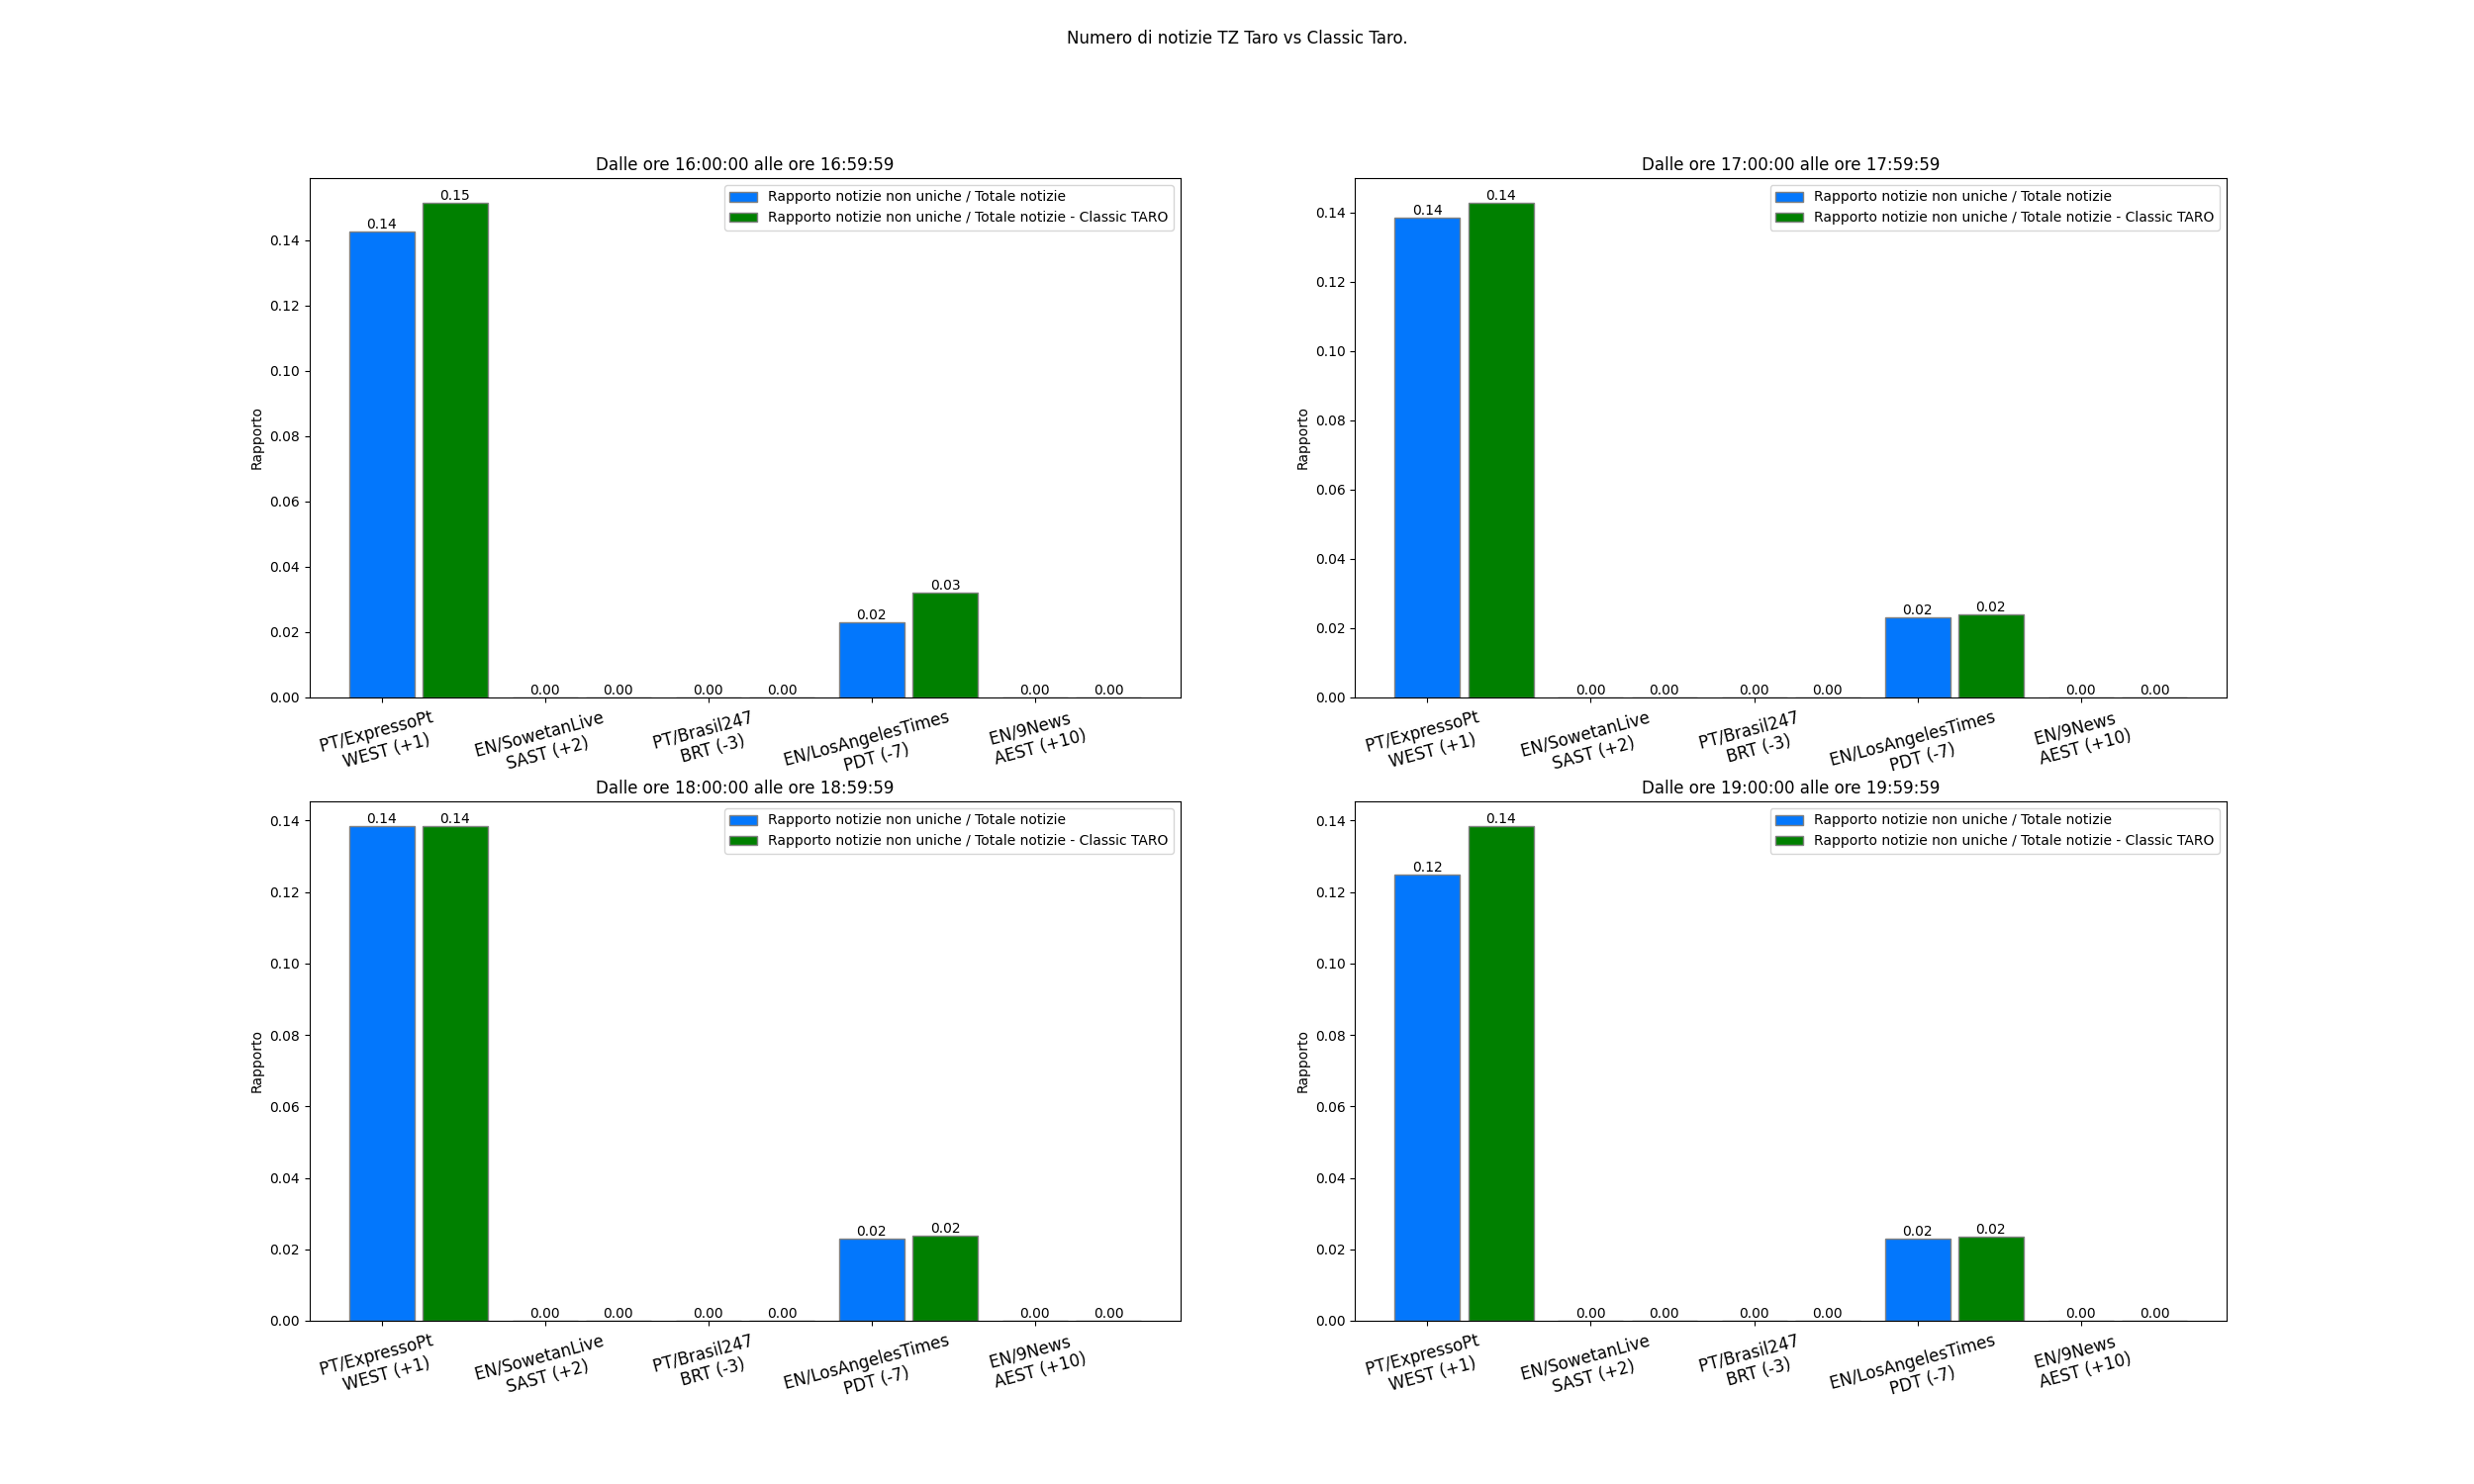 Numero di notizie TZ Taro vs Classic Taro.
Dalle ore 16:00:00 alle ore 16:59:59
Rapporto notizie non uniche / Totale notizie
Rapporto notizie non uniche / Totale notizie - Classic TARO
Rapporto
0.14
0.12
0.10
0.08
0.06
0.04
0.02
0.00
0.14
0.15
0.00
0.00
0.00
0.00
0.02
0.03
0.00
0.00
PT/ExpressoPt
WEST (+1)
EN/SowetanLive
SAST (+2)
PT/Brasil247
BRT (-3)
EN/LosAngelesTimes
PDT (-7)
EN/9News
AEST (+10)
Dalle ore 17:00:00 alle ore 17:59:59
Rapporto notizie non uniche / Totale notizie
Rapporto notizie non uniche / Totale notizie - Classic TARO
Rapporto
0.14
0.12
0.10
0.08
0.06
0.04
0.02
0.00
0.14
0.14
0.00
0.00
0.00
0.00
0.02
0.02
0.00
0.00
PT/ExpressoPt
WEST (+1)
EN/SowetanLive
SAST (+2)
PT/Brasil247
BRT (-3)
EN/LosAngelesTimes
PDT (-7)
EN/9News
AEST (+10)
Dalle ore 18:00:00 alle ore 18:59:59
Rapporto notizie non uniche / Totale notizie
Rapporto notizie non uniche / Totale notizie - Classic TARO
Rapporto
0.14
0.12
0.10
0.08
0.06
0.04
0.02
0.00
0.14
0.14
0.00
0.00
0.00
0.00
0.02
0.02
0.00
0.00
PT/ExpressoPt
WEST (+1)
EN/SowetanLive
SAST (+2)
PT/Brasil247
BRT (-3)
EN/LosAngelesTimes
PDT (-7)
EN/9News
AEST (+10)
Dalle ore 19:00:00 alle ore 19:59:59
Rapporto notizie non uniche / Totale notizie
Rapporto notizie non uniche / Totale notizie - Classic TARO
Rapporto
0.14
0.12
0.10
0.08
0.06
0.04
0.02
0.00
0.12
0.14
0.00
0.00
0.00
0.00
0.02
0.02
0.00
0.00
PT/ExpressoPt
WEST (+1)
EN/SowetanLive
SAST (+2)
PT/Brasil247
BRT (-3)
EN/LosAngelesTimes
PDT (-7)
EN/9News
AEST (+10)